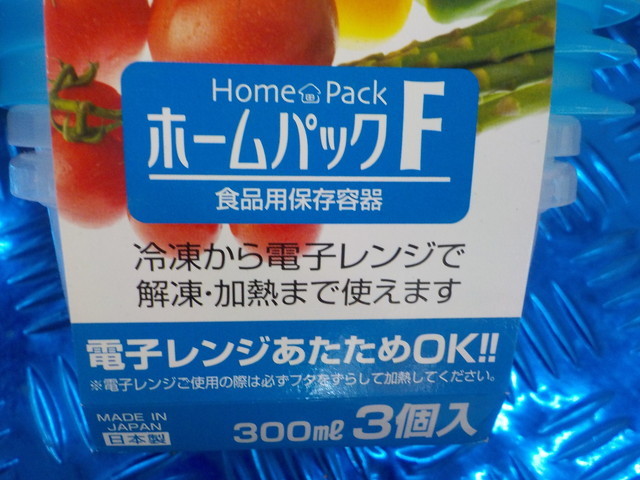 Home Pack
ホームパックF
食品用保存容器
冷凍から電子レンジで
解凍・加熱まで使えます
電子レンジあたためOK!!
※電子レンジご使用の際は必ずフタをずらして加熱してください。
MADE IN
JAPAN
日本製
300mℓ 3個入